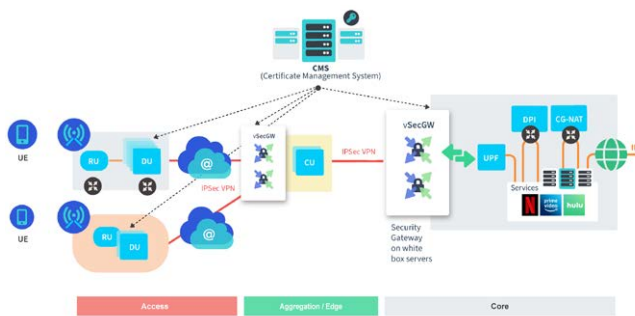 CMS
(Certificate Management System)
vSecGW
vSecGW
DPI
CG-NAT
UE
RU
DU
@
CU
IPSec VPN
UPF
IPSec VPN
Services
N
prime video
hulu
UE
RU
DU
@
Security
Gateway
on white
box servers
Access
Aggregation / Edge
Core